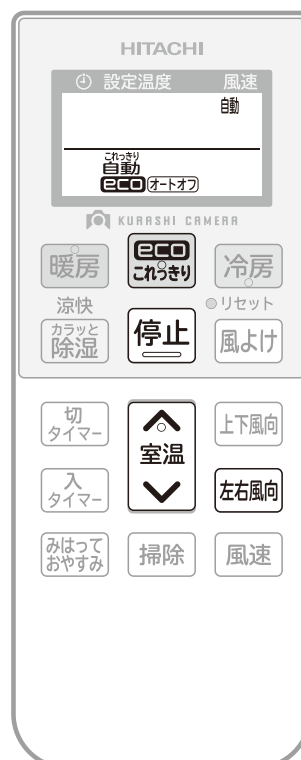 HITACHI
設定温度 風速
自動
これっきり
自動
eco オートオフ
KURASHI CAMERA
暖房 eco これっきり 冷房
涼快 リセット
カラッと 除湿 停止 風よけ
切 タイマー 上下風向
室温
入 タイマー 左右風向
みはって おやすみ 掃除 風速